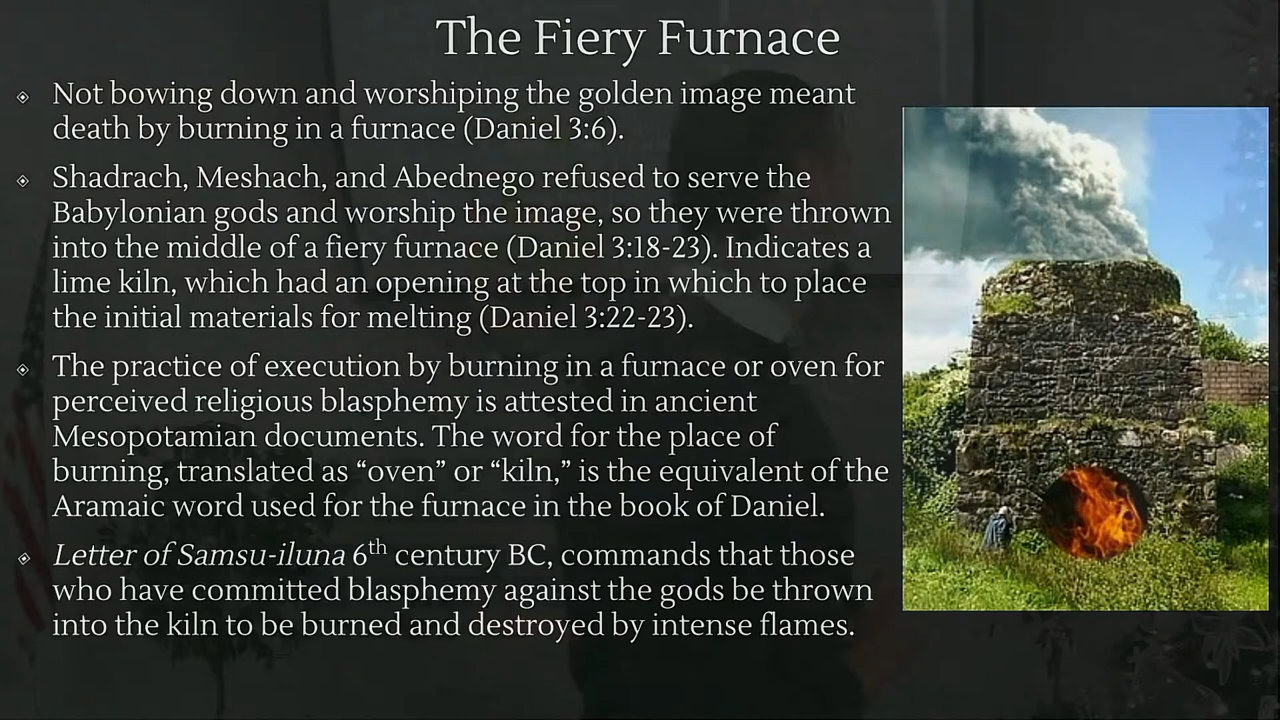 The Fiery Furnace
Not bowing down and worshiping the golden image meant
death by burning in a furnace (Daniel 3:6).
Shadrach, Meshach, and Abednego refused to serve the
Babylonian gods and worship the image, so they were thrown
into the middle of a fiery furnace (Daniel 3:18-23). Indicates a
lime kiln, which had an opening at the top in which to place
the initial materials for melting (Daniel 3:22-23).
The practice of execution by burning in a furnace or oven for
perceived religious blasphemy is attested in ancient
Mesopotamian documents. The word for the place of
burning, translated as “oven” or “kiln,” is the equivalent of the
Aramaic word used for the furnace in the book of Daniel.
Letter of Samsu-iluna 6th century BC, commands that those
who have committed blasphemy against the gods be thrown
into the kiln to be burned and destroyed by intense flames.